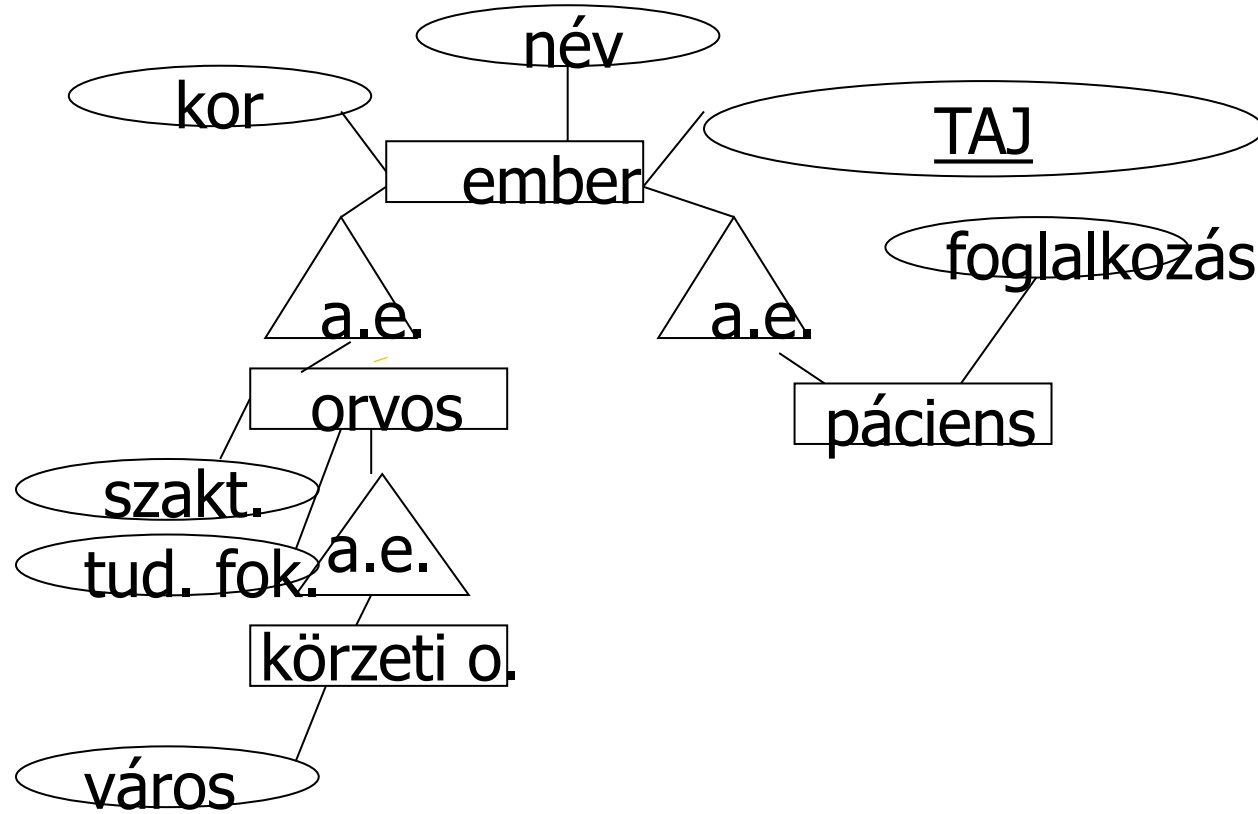 név
kor
TAJ
ember
foglalkozás
a.e.
a.e.
orvos
páciens
szakt.
a.e.
tud. fok.
körzeti o.
város